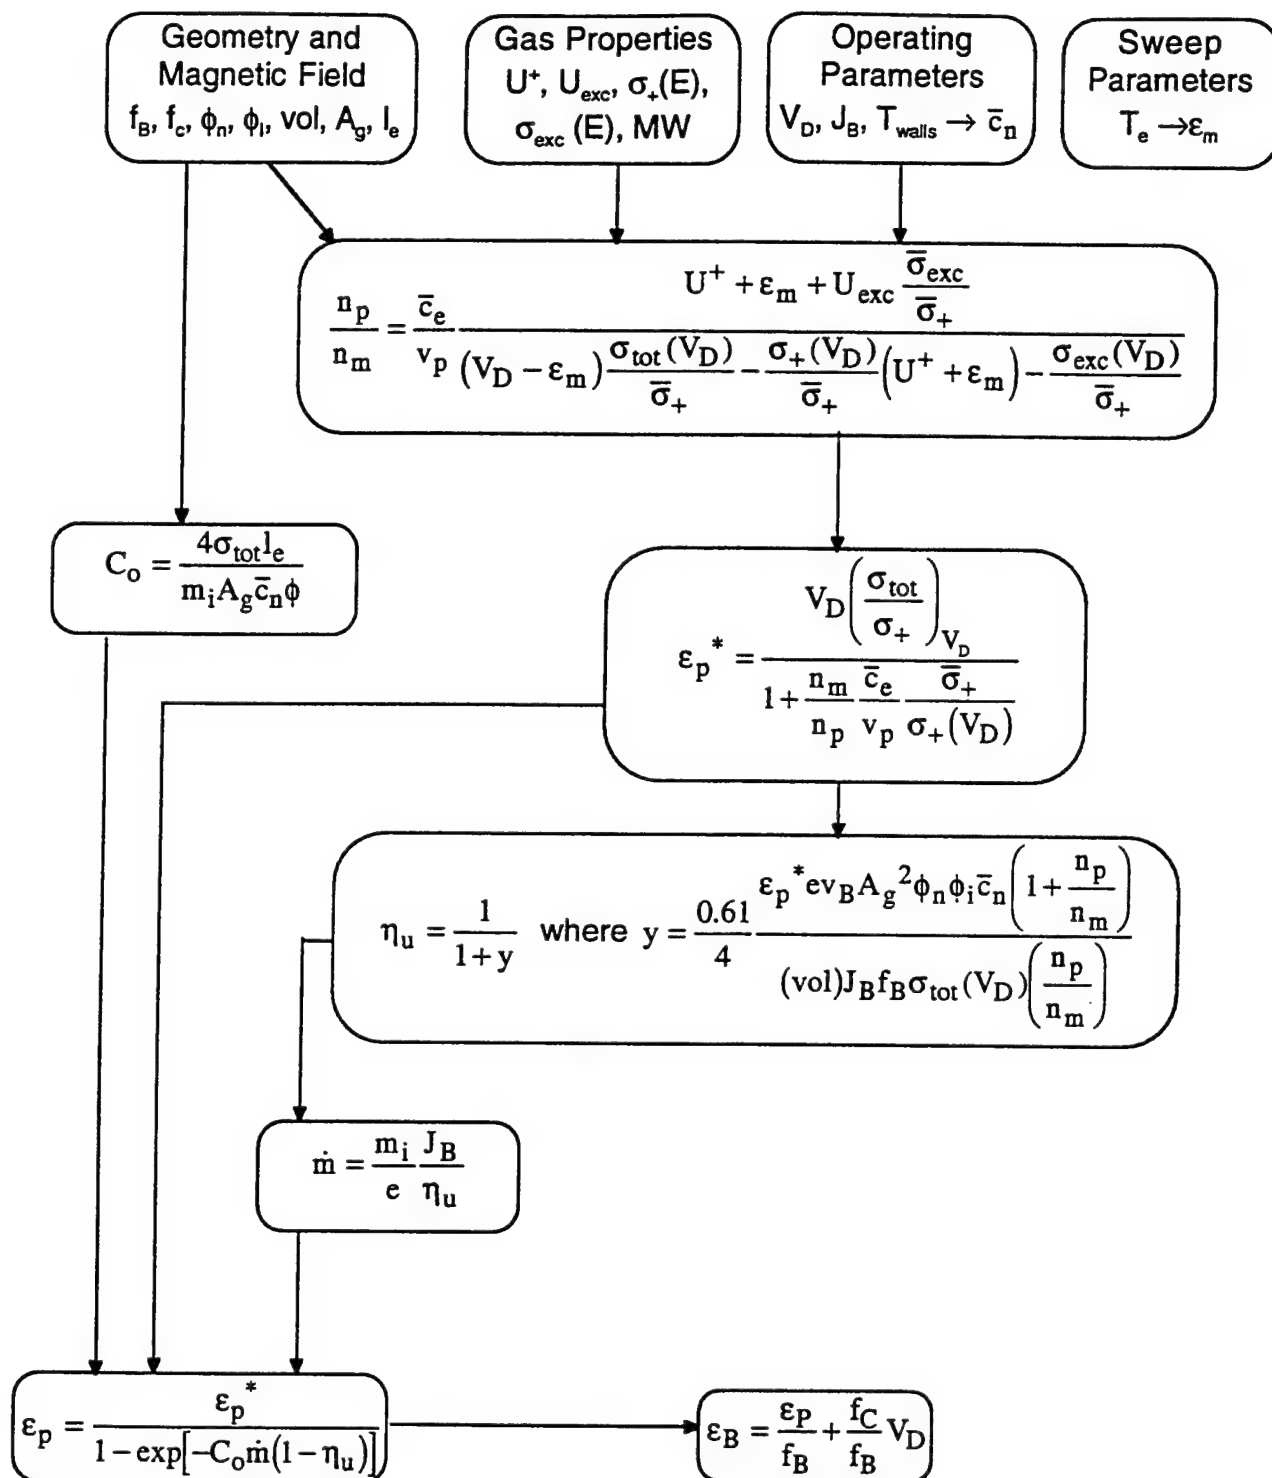 Geometry and
Magnetic Field
f_B, f_c, ϕ_n, ϕ_i, vol, A_g, l_e
Gas Properties
U⁺, U_exc, σ₊(E),
σ_exc (E), MW
Operating
Parameters
V_D, J_B, T_walls → c̄_n
Sweep
Parameters
T_e → ε_m
n_p/n_m = (c̄_e/v_p) (U⁺ + ε_m + U_exc (σ̄_exc/σ̄₊)) / ((V_D − ε_m) (σ_tot(V_D)/σ̄₊) − (σ₊(V_D)/σ̄₊)(U⁺ + ε_m) − (σ_exc(V_D)/σ̄₊))
C_o = 4σ_tot l_e / (m_i A_g c̄_n ϕ)
ε_p* = V_D (σ_tot/σ₊)_{V_D} / (1 + (n_m/n_p) (c̄_e/v_p) (σ̄₊/σ₊(V_D)))
η_u = 1/(1 + y) where y = (0.61/4) (ε_p* e v_B A_g² ϕ_n ϕ_i c̄_n (1 + n_p/n_m)) / ((vol) J_B f_B σ_tot(V_D) (n_p/n_m))
ṁ = (m_i/e) (J_B/η_u)
ε_p = ε_p* / (1 − exp[−C_o ṁ(1 − η_u)])
ε_B = ε_P/f_B + (f_C/f_B) V_D